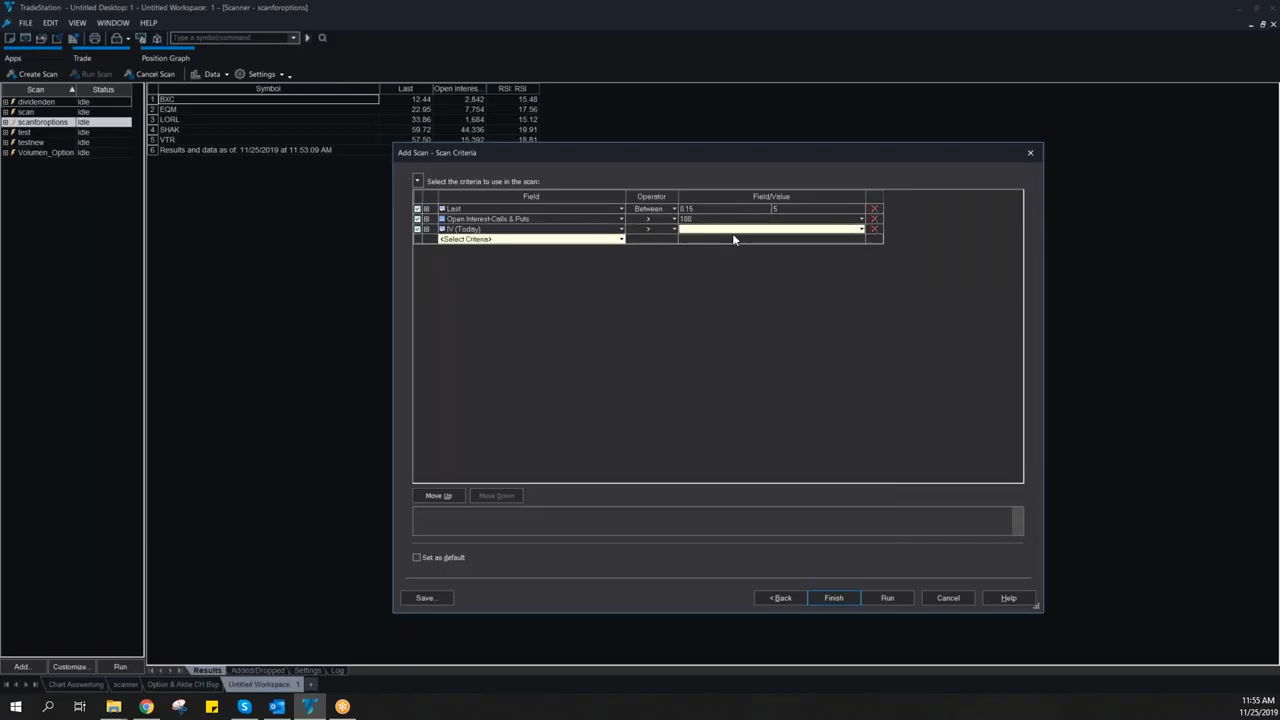 TradeStation - Untitled Desktop: 1 - Untitled Workspace: 1 - [Scanner - scanforoptions]
FILE EDIT VIEW WINDOW HELP
Type a symbol/command
Apps Trade Position Graph
Create Scan Run Scan Cancel Scan Data Settings
Scan Status Symbol Last Open Interes... RSI: RSI
1 BXC 12.44 2,842 15.48
dividenden Idle
2 EQM 22.95 7,754 17.56
scan Idle
3 LORL 33.86 1,684 15.12
scanforoptions Idle
4 SHAK 59.72 44,336 19.91
test Idle
5 VTR 57.50 15,392 18.81
testnew Idle
6 Results and data as of 11/25/2019 at 11:53:09 AM
Volumen_Option Idle
Add Scan - Scan Criteria
Select the criteria to use in the scan:
Field Operator Field/Value
Last Between 0.15 5
Open Interest-Calls & Puts > 100
IV (Today) >
<Select Criteria>
Move Up Move Down
Set as default
Save... < Back Finish Run Cancel Help
Add... Customize... Run
Results Added/Dropped Settings Log
Chart Auswertung scanner Option & Aktie CH Bsp Untitled Workspace: 1 +
11:55 AM
11/25/2019